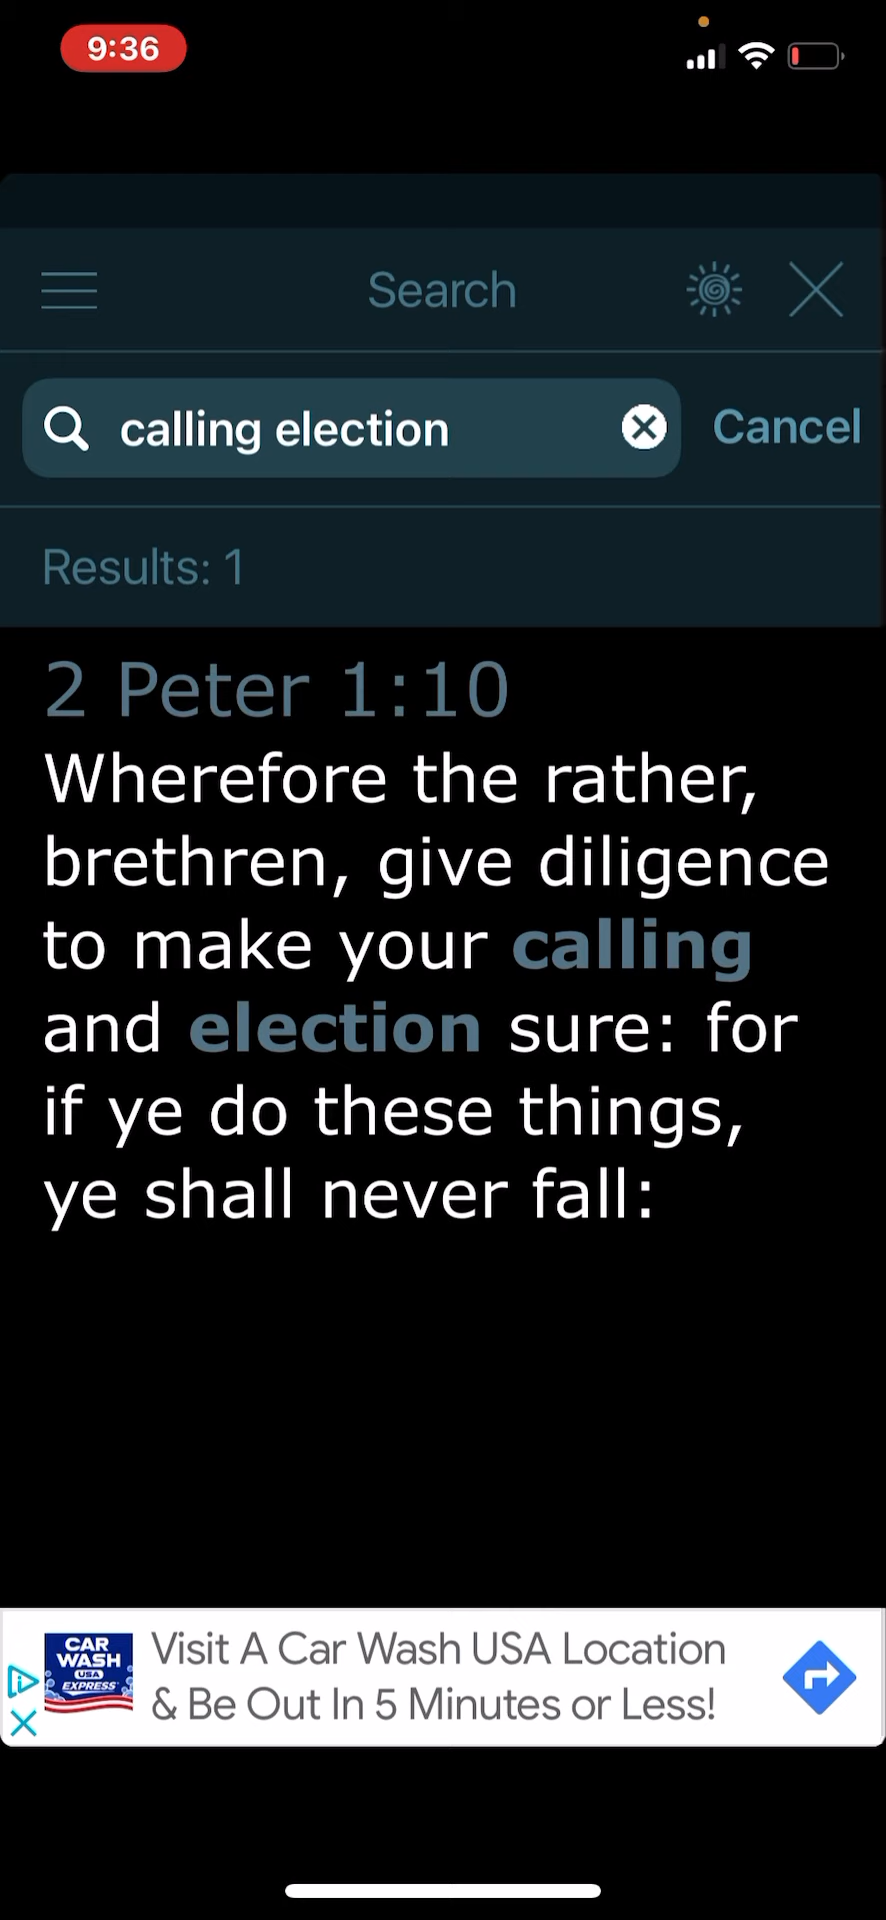 9:36
Search
calling election
Cancel
Results: 1
2 Peter 1:10
Wherefore the rather,
brethren, give diligence
to make your calling
and election sure: for
if ye do these things,
ye shall never fall:
CAR
WASH
USA
EXPRESS
Visit A Car Wash USA Location
& Be Out In 5 Minutes or Less!